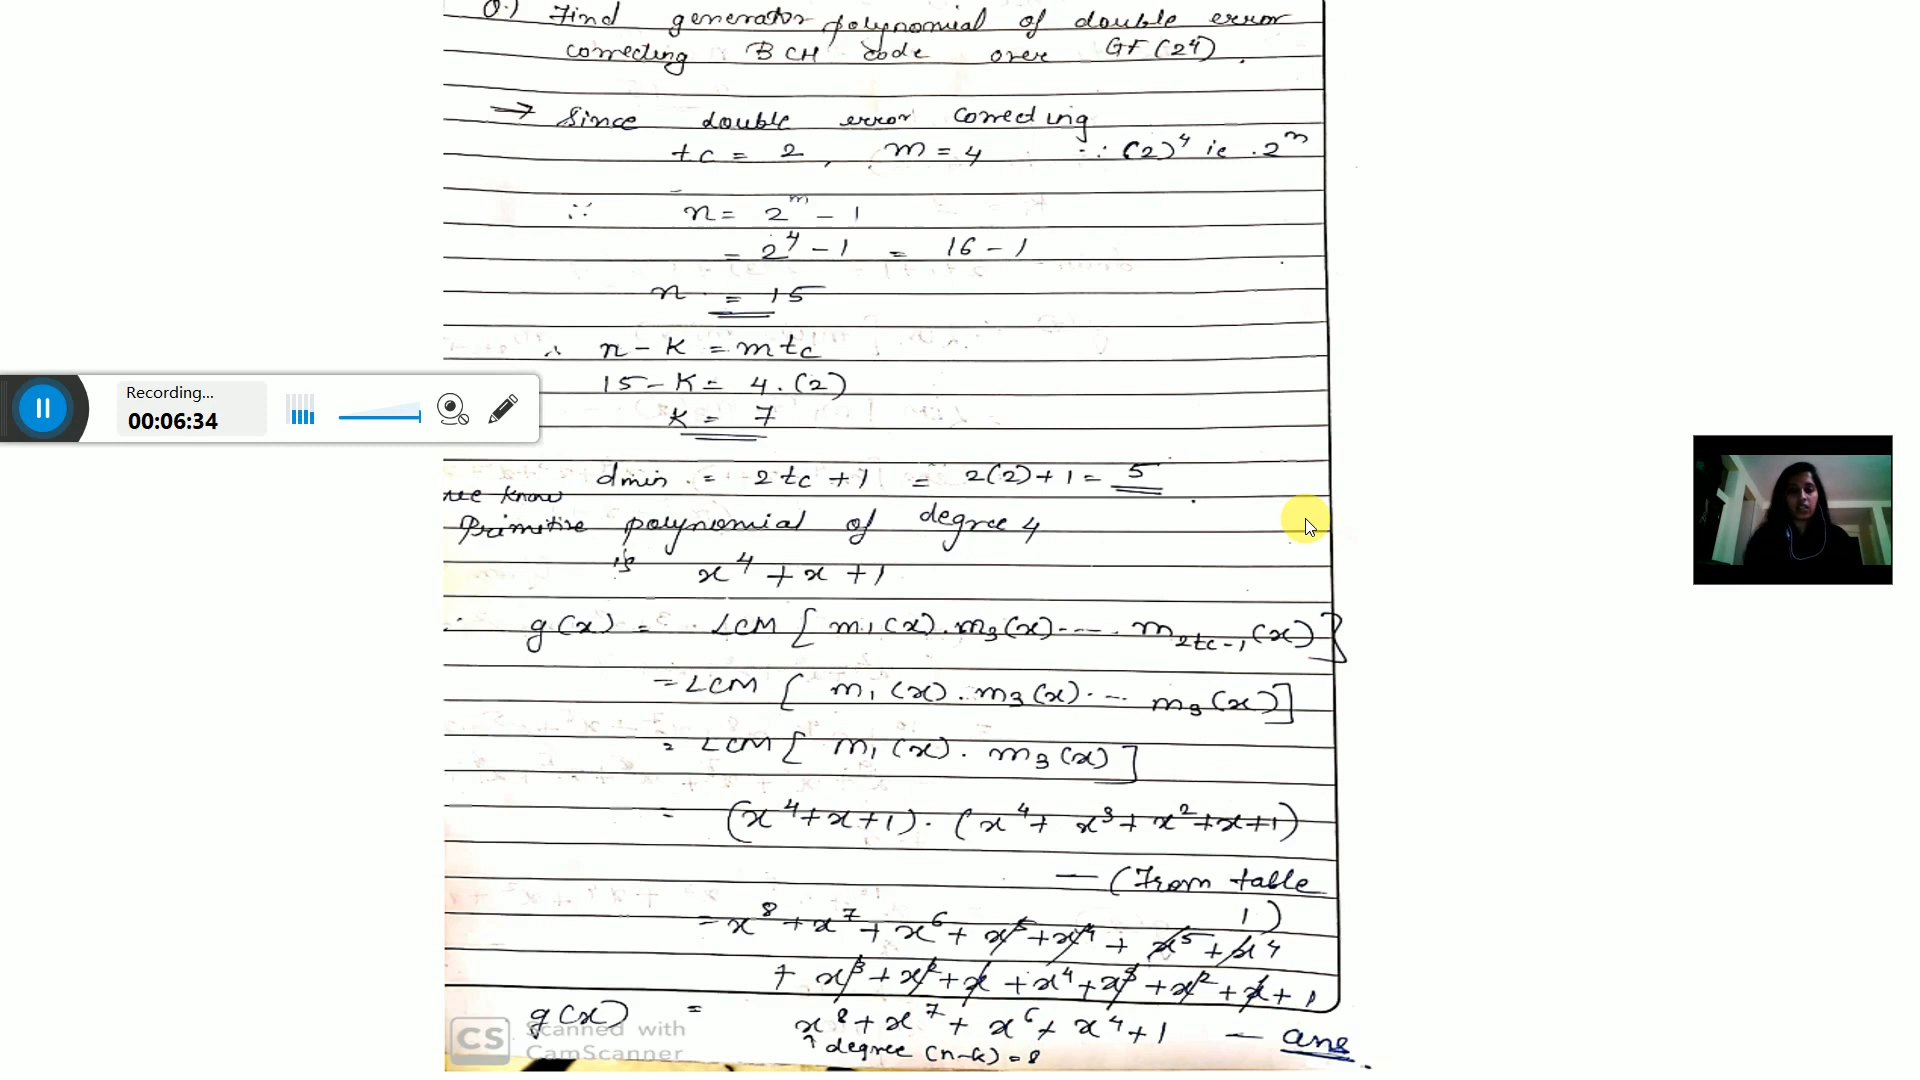 Q.) Find generator polynomial of double error
correcting BCH code over GF(2⁴).
→ Since double error correcting
tc = 2, m = 4 ∵ (2)⁴ ie. 2ᵐ
∴ n = 2ᵐ - 1
= 2⁴ - 1 = 16 - 1
n = 15
∴ n - k = mtc
15 - k = 4.(2)
k = 7
Recording...
00:06:34
dmin. = 2tc + 1 = 2(2) + 1 = 5
we know
Primitive polynomial of degree 4
is x⁴ + x + 1
∴ g(x) = LCM [ m₁(x). m₃(x) ---. m₂tc-₁(x)]
= LCM [ m₁(x). m₃(x). -.. m₃(x)]
= LCM [ m₁(x). m₃(x) ]
= (x⁴+x+1). (x⁴+ x³+ x²+x+1)
— (From table
1)
= x⁸ + x⁷ + x⁶ + x⁵ + x⁴ + x⁵ + x⁴
+ x³ + x² + x + x⁴ + x³ + x² + x + 1
g(x) = x⁸ + x⁷ + x⁶ + x⁴ + 1 — ans.
↑ degree (n-k) = 8
CS Scanned with
CamScanner